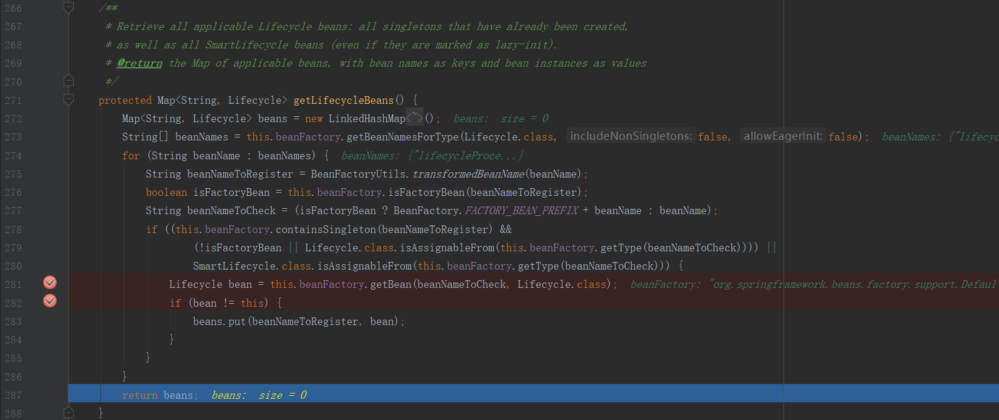 266 /**
267 * Retrieve all applicable Lifecycle beans: all singletons that have already been created,
268 * as well as all SmartLifecycle beans (even if they are marked as lazy-init).
269 * @return the Map of applicable beans, with bean names as keys and bean instances as values
270 */
271 protected Map<String, Lifecycle> getLifecycleBeans() {
272 Map<String, Lifecycle> beans = new LinkedHashMap<~>(); beans: size = 0
273 String[] beanNames = this.beanFactory.getBeanNamesForType(Lifecycle.class, includeNonSingletons: false, allowEagerInit: false); beanNames: {"lifecyc
274 for (String beanName : beanNames) { beanNames: {"lifecycleProce...}
275 String beanNameToRegister = BeanFactoryUtils.transformedBeanName(beanName);
276 boolean isFactoryBean = this.beanFactory.isFactoryBean(beanNameToRegister);
277 String beanNameToCheck = (isFactoryBean ? BeanFactory.FACTORY_BEAN_PREFIX + beanName : beanName);
278 if ((this.beanFactory.containsSingleton(beanNameToRegister) &&
279 (!isFactoryBean || Lifecycle.class.isAssignableFrom(this.beanFactory.getType(beanNameToCheck)))) ||
280 SmartLifecycle.class.isAssignableFrom(this.beanFactory.getType(beanNameToCheck))) {
281 Lifecycle bean = this.beanFactory.getBean(beanNameToCheck, Lifecycle.class); beanFactory: "org.springframework.beans.factory.support.Default
282 if (bean != this) {
283 beans.put(beanNameToRegister, bean);
284 }
285 }
286 }
287 return beans; beans: size = 0
288 }